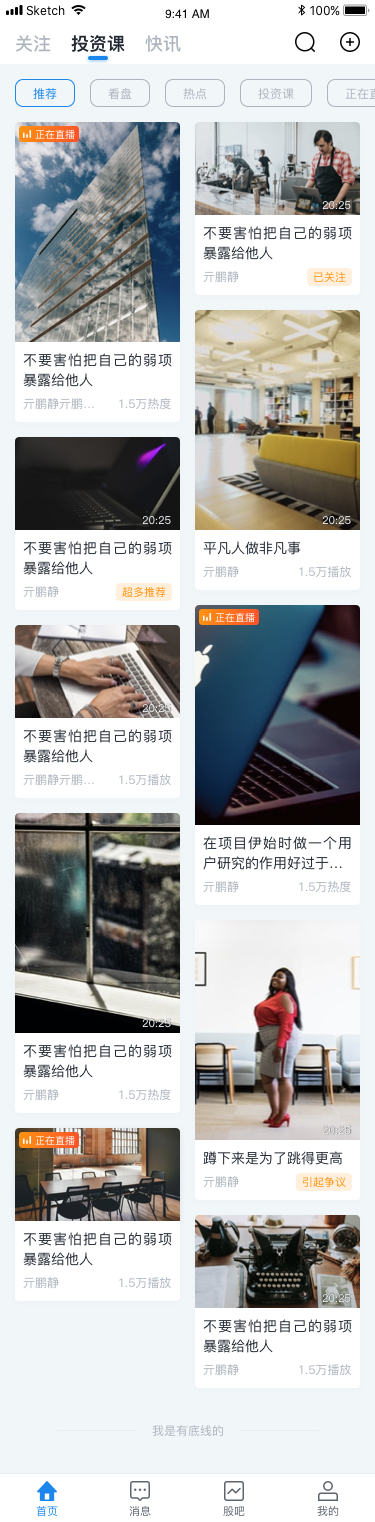 Sketch 9:41 AM 100%
关注 投资课 快讯
推荐 看盘 热点 投资课 正在直
正在直播
不要害怕把自己的弱项
暴露给他人
亓鹏静亓鹏... 1.5万热度
20:25
不要害怕把自己的弱项
暴露给他人
亓鹏静 超多推荐
20:25
不要害怕把自己的弱项
暴露给他人
亓鹏静亓鹏... 1.5万播放
20:25
不要害怕把自己的弱项
暴露给他人
亓鹏静 1.5万热度
正在直播
不要害怕把自己的弱项
暴露给他人
亓鹏静 1.5万播放
20:25
不要害怕把自己的弱项
暴露给他人
亓鹏静 已关注
20:25
平凡人做非凡事
亓鹏静 1.5万播放
正在直播
在项目伊始时做一个用
户研究的作用好过于...
亓鹏静 1.5万热度
20:25
蹲下来是为了跳得更高
亓鹏静 引起争议
20:25
不要害怕把自己的弱项
暴露给他人
亓鹏静 1.5万播放
我是有底线的
首页 消息 股吧 我的